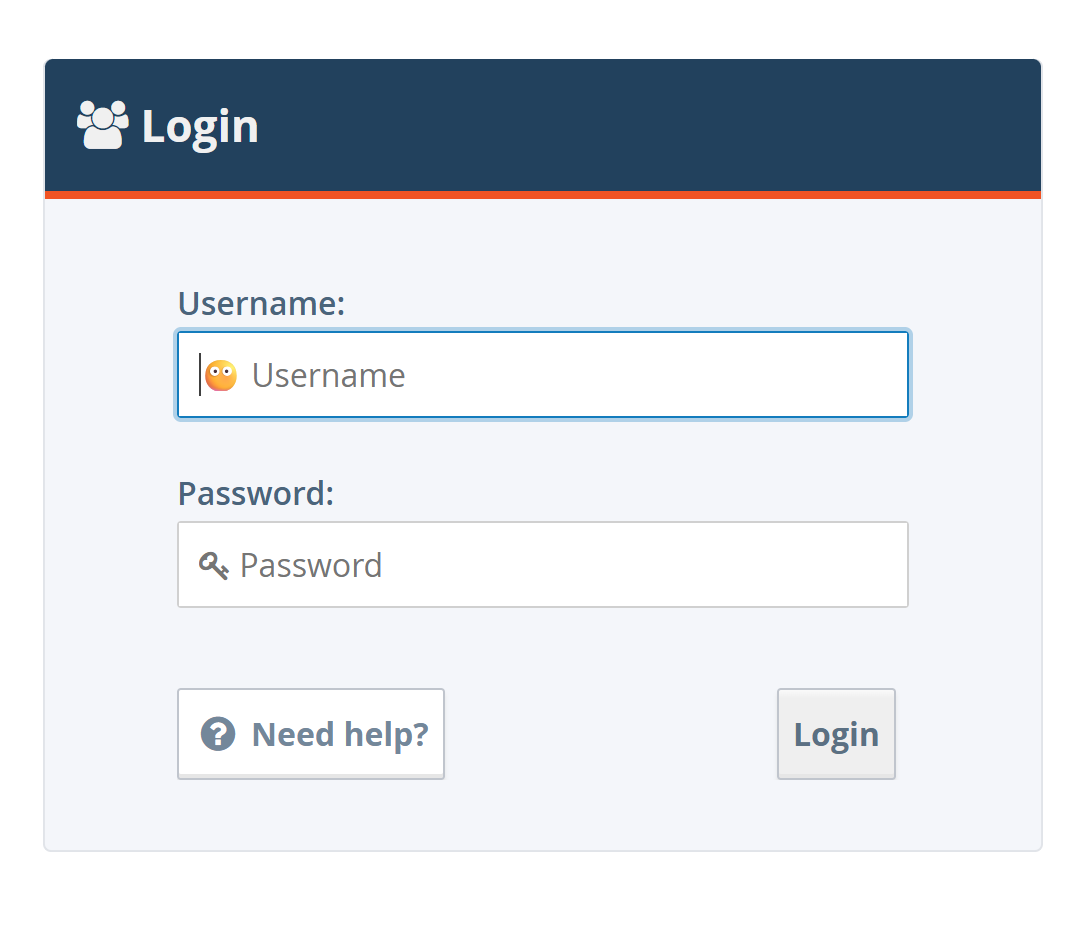 Login
Username:
🫥 Username
Password:
Password
Need help?
Login